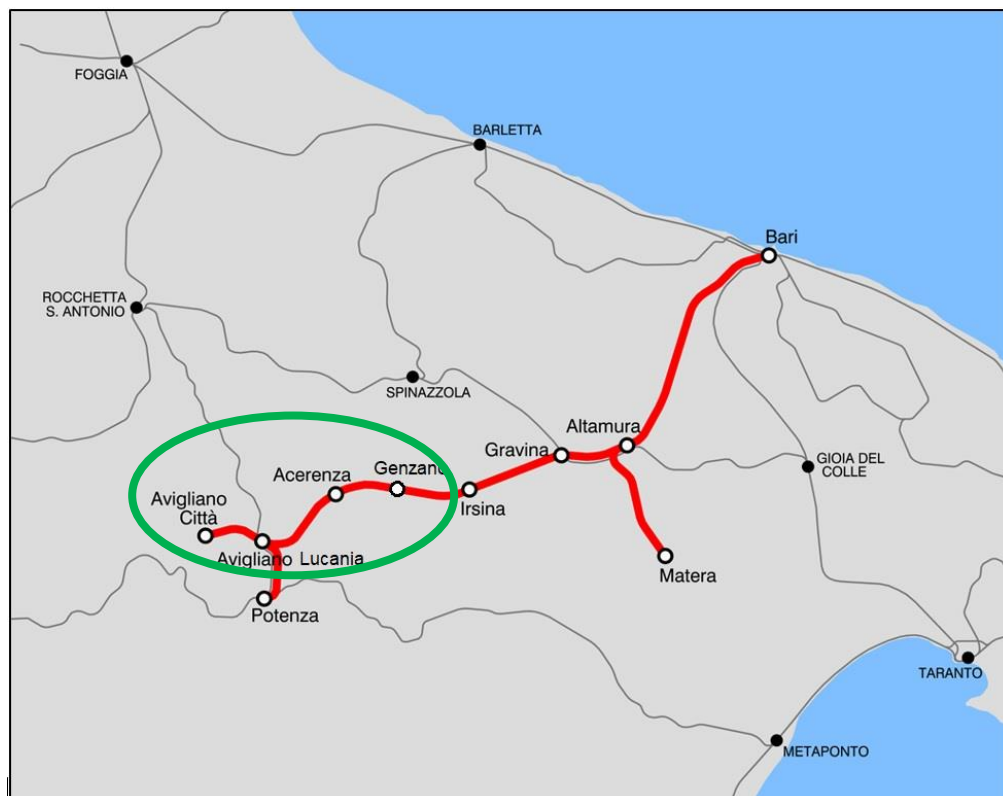 FOGGIA
BARLETTA
Bari
ROCCHETTA
S. ANTONIO
SPINAZZOLA
Altamura
Gravina
GIOIA DEL
COLLE
Acerenza
Genzano
Irsina
Avigliano
Città
Avigliano Lucania
Matera
Potenza
TARANTO
METAPONTO